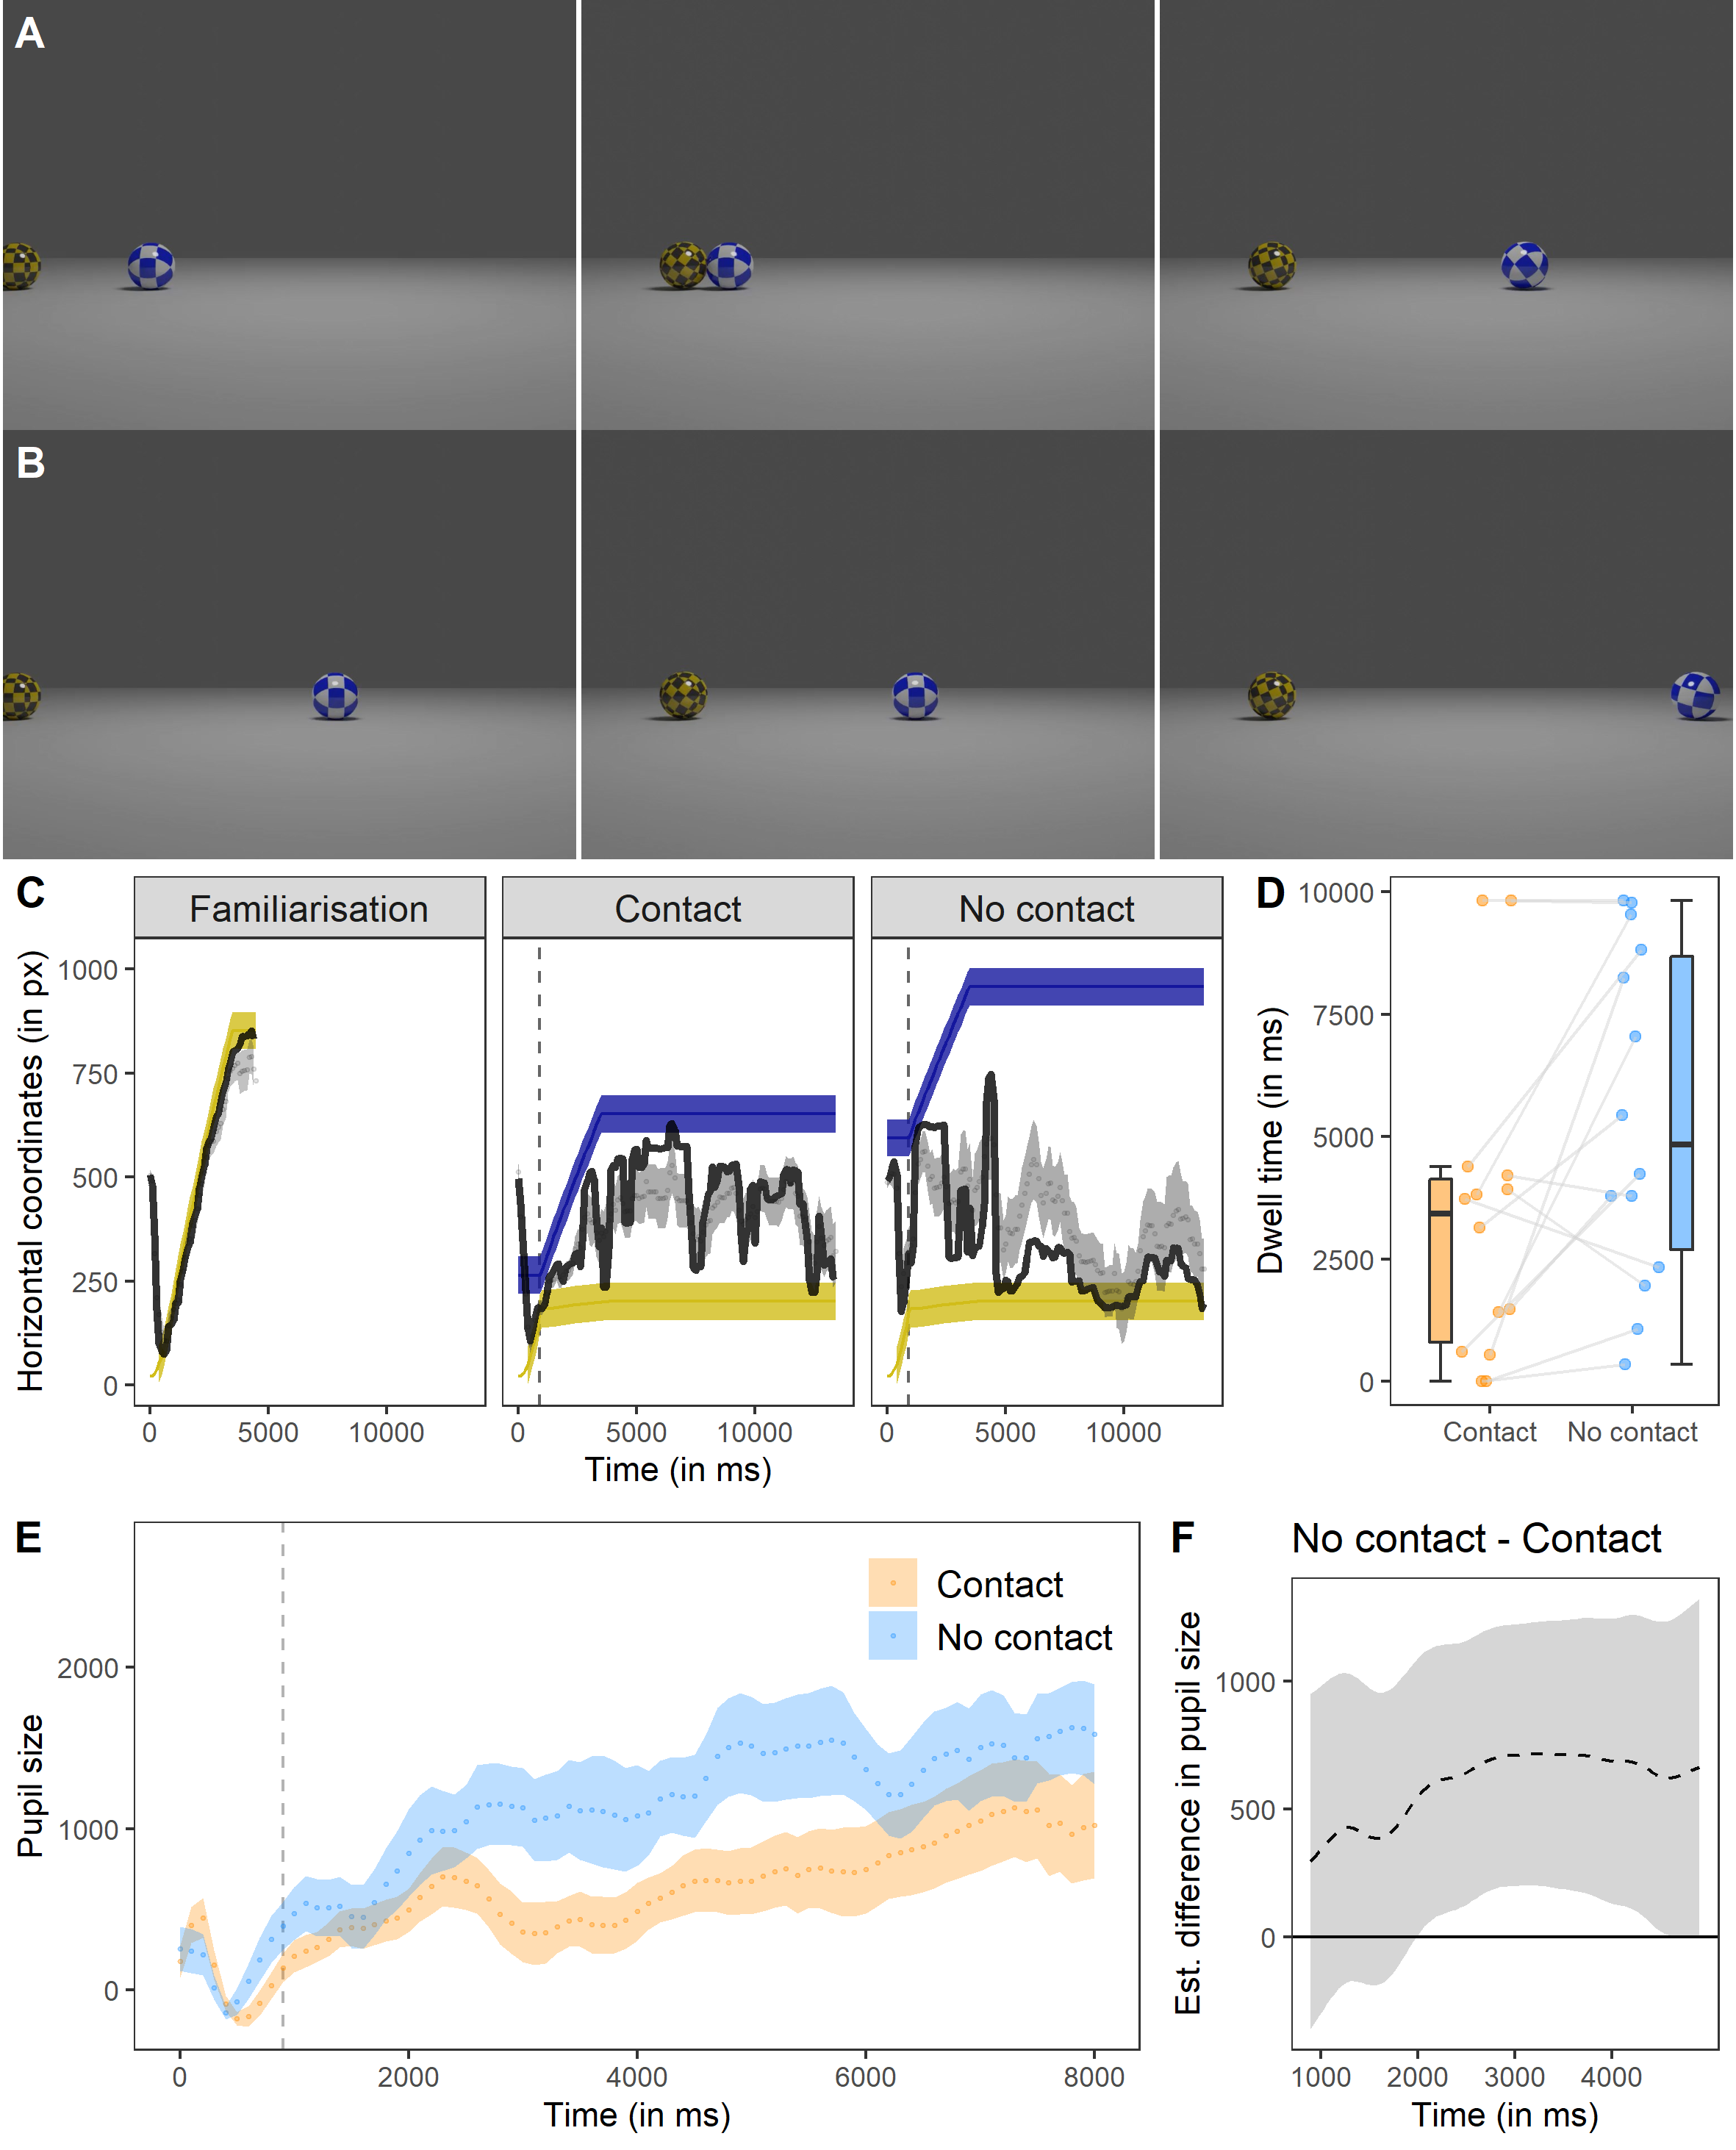 A
B
C
Familiarisation
Contact
No contact
Horizontal coordinates (in px)
1000
750
500
250
0
0 5000 10000
0 5000 10000
0 5000 10000
Time (in ms)
D
Dwell time (in ms)
10000
7500
5000
2500
0
Contact No contact
E
Pupil size
2000
1000
0
Contact
No contact
0 2000 4000 6000 8000
Time (in ms)
F
No contact - Contact
Est. difference in pupil size
1000
500
0
1000 2000 3000 4000
Time (in ms)